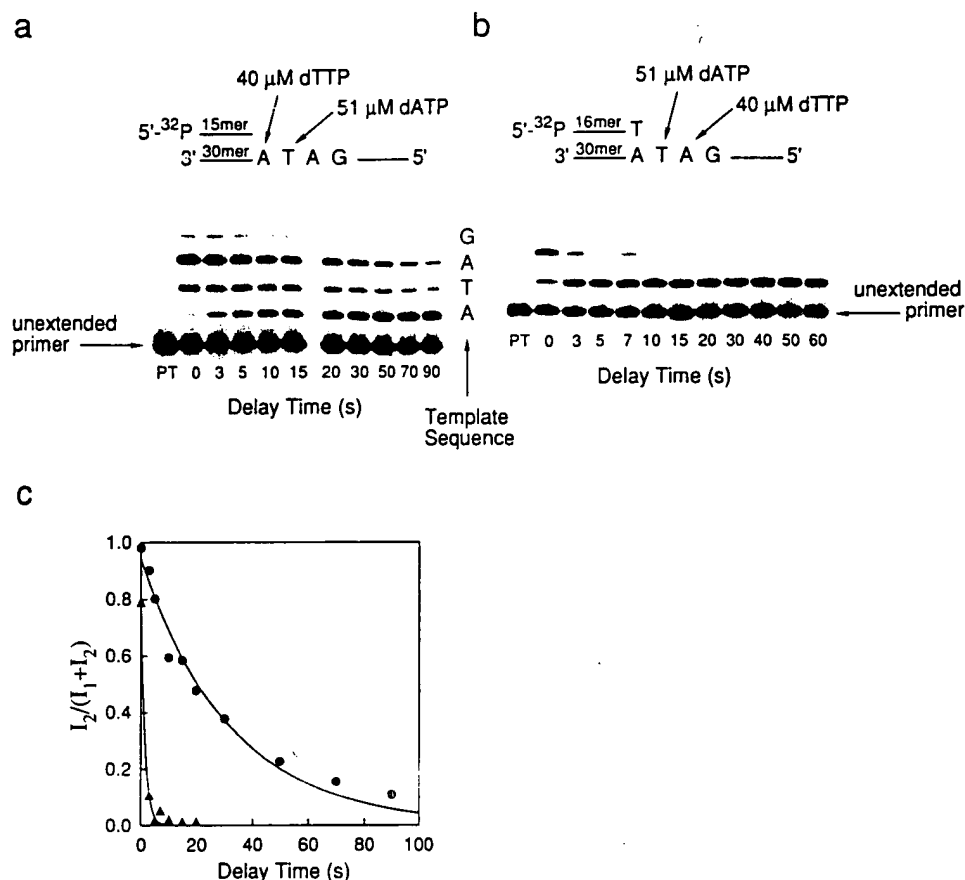 a
40 μM dTTP
51 μM dATP
5'-³²P 15mer
3' 30mer A T A G 5'
unextended primer
PT 0 3 5 10 15 20 30 50 70 90
Delay Time (s)
G
A
T
A
Template
Sequence
b
51 μM dATP
40 μM dTTP
5'-³²P 16mer T
3' 30mer A T A G 5'
unextended
primer
PT 0 3 5 7 10 15 20 30 40 50 60
Delay Time (s)
c
I₂/(I₁+I₂)
1.0
0.8
0.6
0.4
0.2
0.0
0 20 40 60 80 100
Delay Time (s)